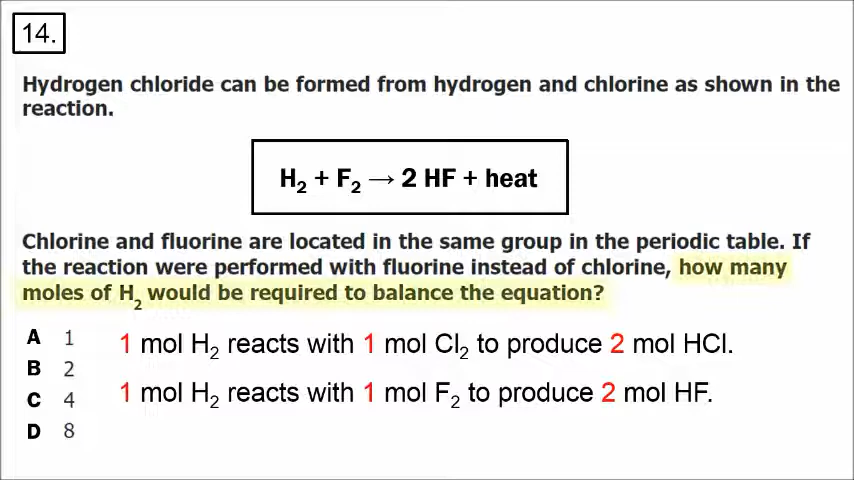 14.
Hydrogen chloride can be formed from hydrogen and chlorine as shown in the
reaction.
H₂ + F₂ → 2 HF + heat
Chlorine and fluorine are located in the same group in the periodic table. If
the reaction were performed with fluorine instead of chlorine, how many
moles of H₂ would be required to balance the equation?
A 1
1 mol H₂ reacts with 1 mol Cl₂ to produce 2 mol HCl.
B 2
C 4
1 mol H₂ reacts with 1 mol F₂ to produce 2 mol HF.
D 8